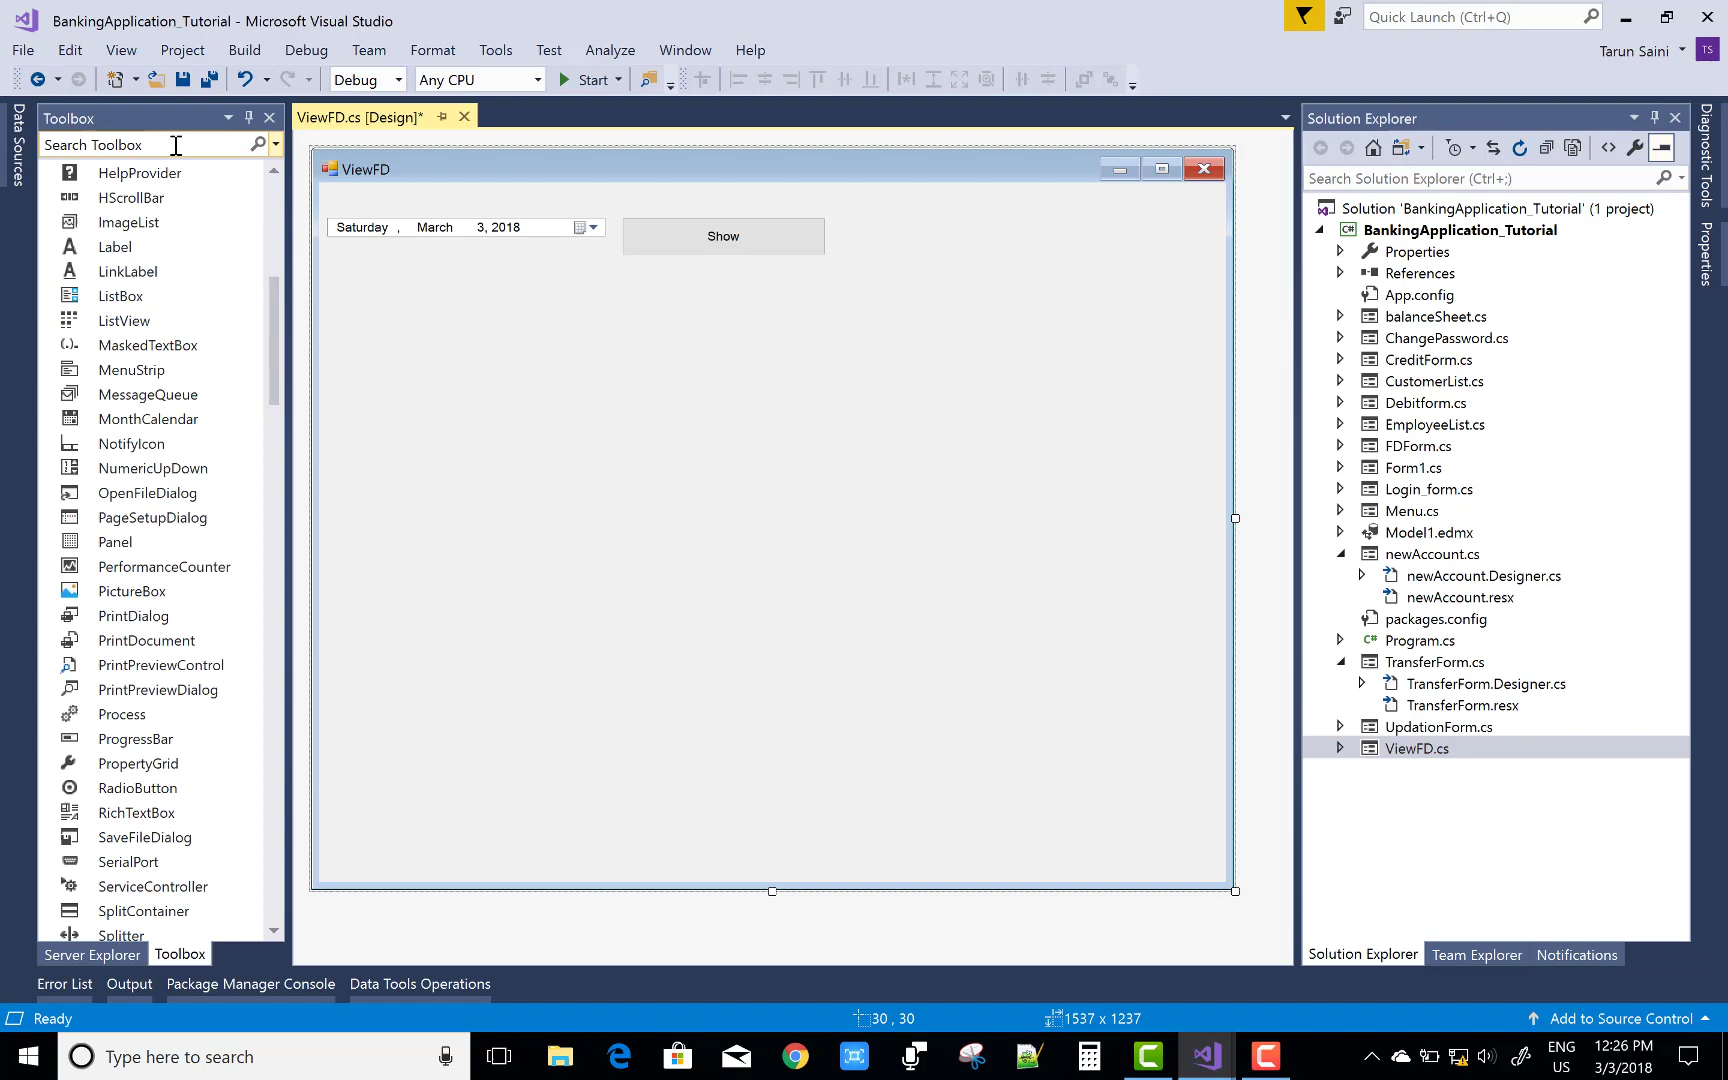 BankingApplication_Tutorial - Microsoft Visual Studio
Quick Launch (Ctrl+Q)
File Edit View Project Build Debug Team Format Tools Test Analyze Window Help
Tarun Saini TS
Debug Any CPU Start
Data Sources
Toolbox
Search Toolbox
HelpProvider
HScrollBar
ImageList
Label
LinkLabel
ListBox
ListView
MaskedTextBox
MenuStrip
MessageQueue
MonthCalendar
NotifyIcon
NumericUpDown
OpenFileDialog
PageSetupDialog
Panel
PerformanceCounter
PictureBox
PrintDialog
PrintDocument
PrintPreviewControl
PrintPreviewDialog
Process
ProgressBar
PropertyGrid
RadioButton
RichTextBox
SaveFileDialog
SerialPort
ServiceController
SplitContainer
Splitter
Server Explorer Toolbox
ViewFD.cs [Design]*
ViewFD
Saturday , March 3, 2018
Show
Solution Explorer
Search Solution Explorer (Ctrl+;)
Solution 'BankingApplication_Tutorial' (1 project)
BankingApplication_Tutorial
Properties
References
App.config
balanceSheet.cs
ChangePassword.cs
CreditForm.cs
CustomerList.cs
Debitform.cs
EmployeeList.cs
FDForm.cs
Form1.cs
Login_form.cs
Menu.cs
Model1.edmx
newAccount.cs
newAccount.Designer.cs
newAccount.resx
packages.config
C# Program.cs
TransferForm.cs
TransferForm.Designer.cs
TransferForm.resx
UpdationForm.cs
ViewFD.cs
Solution Explorer Team Explorer Notifications
Diagnostic Tools
Properties
Error List Output Package Manager Console Data Tools Operations
Ready 30 , 30 1537 x 1237 Add to Source Control
Type here to search
ENG
US
12:26 PM
3/3/2018